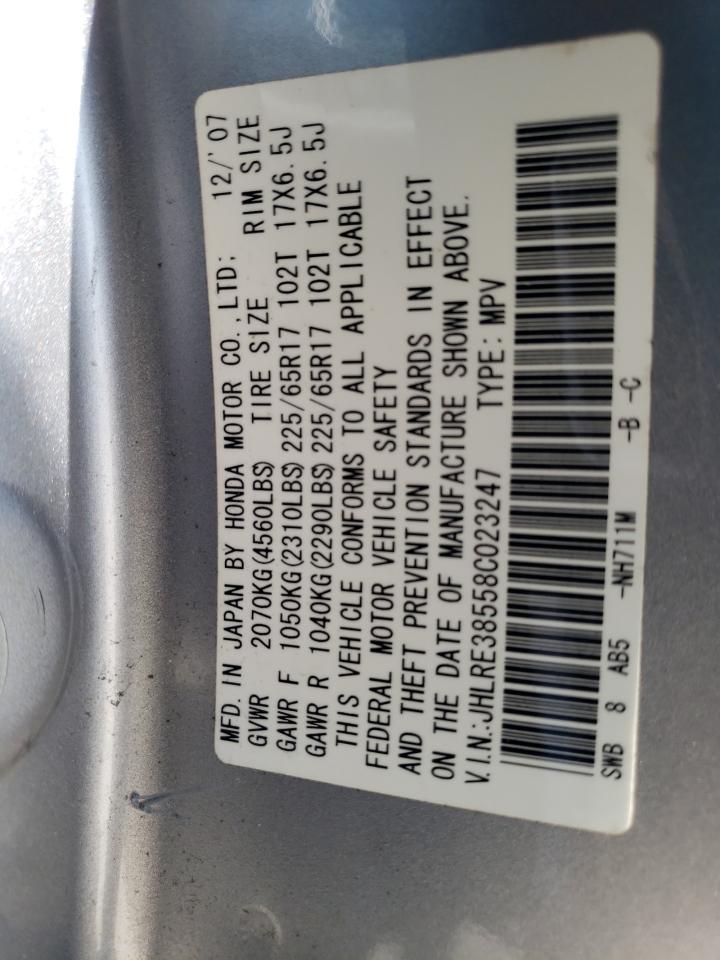 MFD. IN JAPAN BY HONDA MOTOR CO.,LTD: 12/'07
GVWR 2070KG(4560LBS) TIRE SIZE RIM SIZE
GAWR F 1050KG(2310LBS) 225/65R17 102T 17X6.5J
GAWR R 1040KG(2290LBS) 225/65R17 102T 17X6.5J
THIS VEHICLE CONFORMS TO ALL APPLICABLE
FEDERAL MOTOR VEHICLE SAFETY
AND THEFT PREVENTION STANDARDS IN EFFECT
ON THE DATE OF MANUFACTURE SHOWN ABOVE.
V.I.N.:JHLRE38558C023247 TYPE:MPV
SWB 8 AB5 -NH711M -B -C